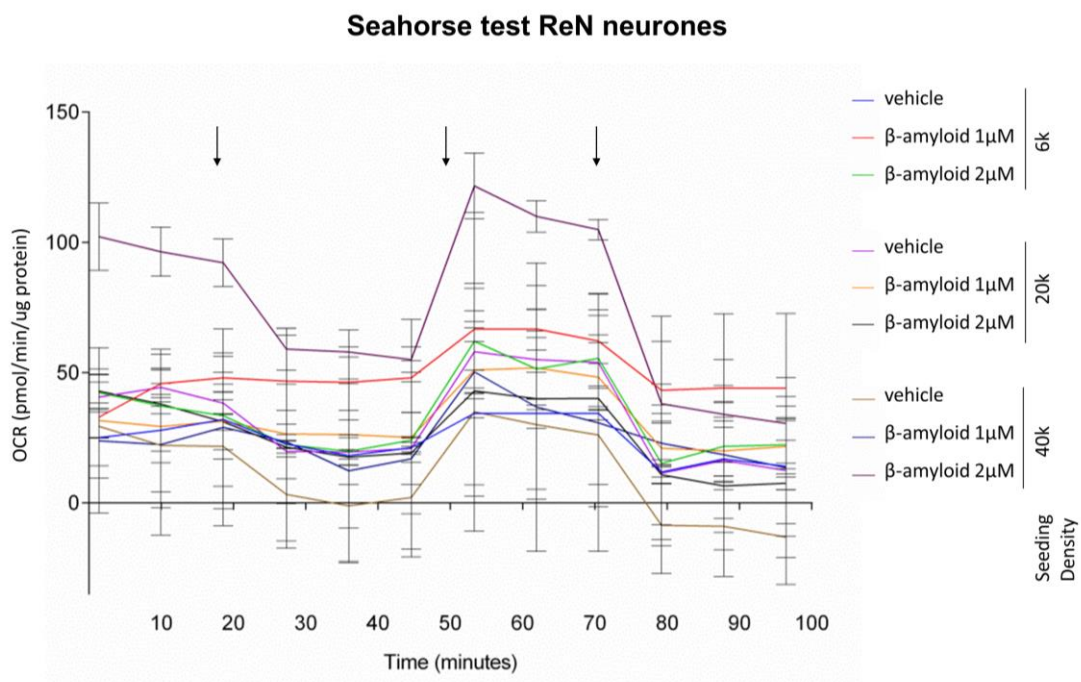 Seahorse test ReN neurones
150
100
50
0
OCR (pmol/min/ug protein)
10 20 30 40 50 60 70 80 90 100
Time (minutes)
vehicle
β-amyloid 1μM
β-amyloid 2μM
6k
vehicle
β-amyloid 1μM
β-amyloid 2μM
20k
vehicle
β-amyloid 1μM
β-amyloid 2μM
40k
Seeding
Density